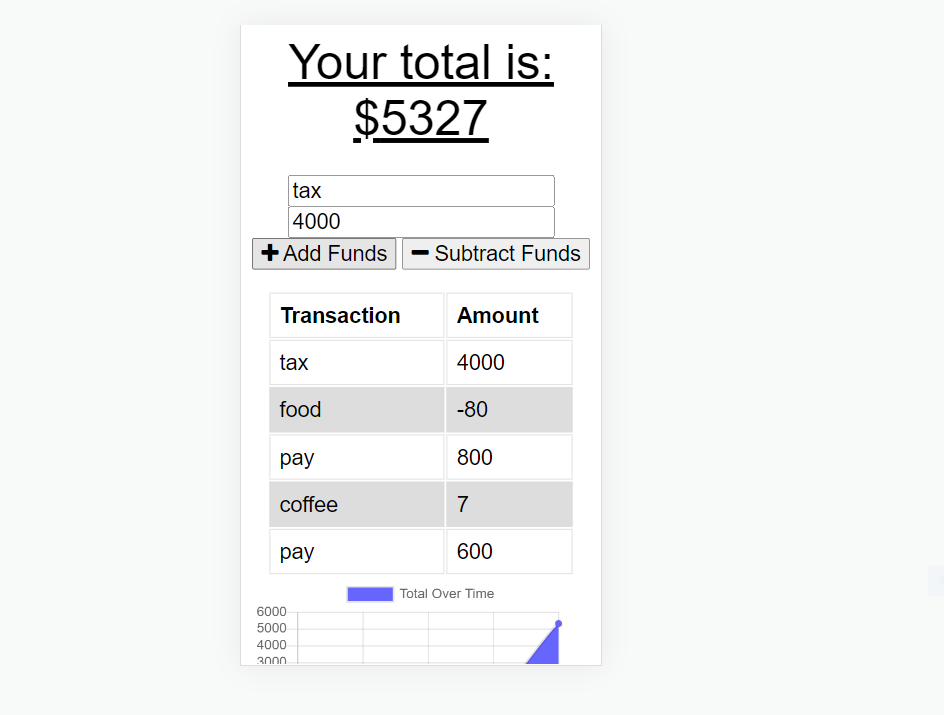 Your total is:
$5327
tax
4000
Add Funds Subtract Funds
Transaction Amount
tax 4000
food -80
pay 800
coffee 7
pay 600
Total Over Time
6000
5000
4000
3000